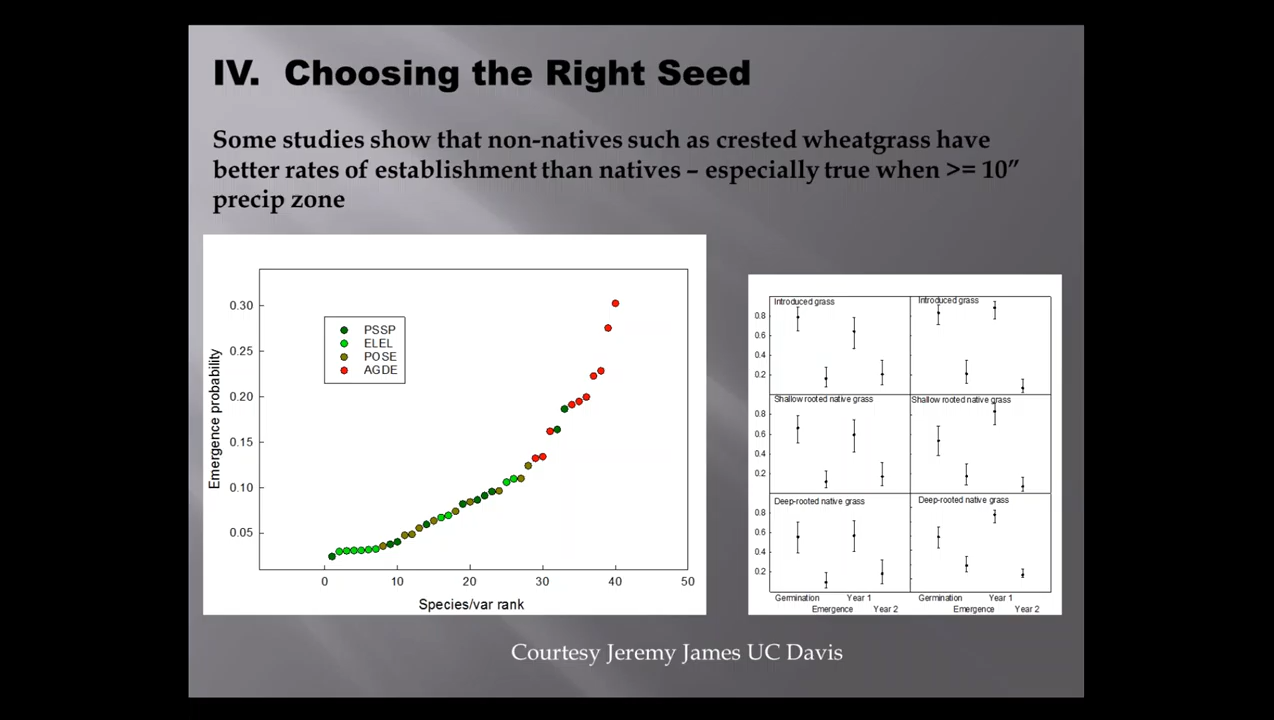 IV. Choosing the Right Seed
Some studies show that non-natives such as crested wheatgrass have
better rates of establishment than natives – especially true when >= 10”
precip zone
Emergence probability
0.30
0.25
0.20
0.15
0.10
0.05
PSSP
ELEL
POSE
AGDE
0 10 20 30 40 50
Species/var rank
Introduced grass Introduced grass
0.8
0.6
0.4
0.2
Shallow rooted native grass Shallow rooted native grass
0.8
0.6
0.4
0.2
Deep-rooted native grass Deep-rooted native grass
0.8
0.6
0.4
0.2
Germination Year 1 Germination Year 1
Emergence Year 2 Emergence Year 2
Courtesy Jeremy James UC Davis